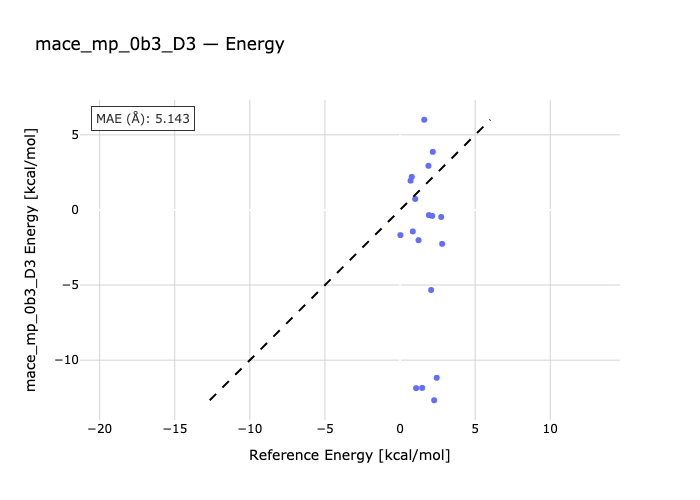 mace_mp_0b3_D3 — Energy
MAE (Å): 5.143
mace_mp_0b3_D3 Energy [kcal/mol]
5
0
−5
−10
−20
−15
−10
−5
0
5
10
Reference Energy [kcal/mol]